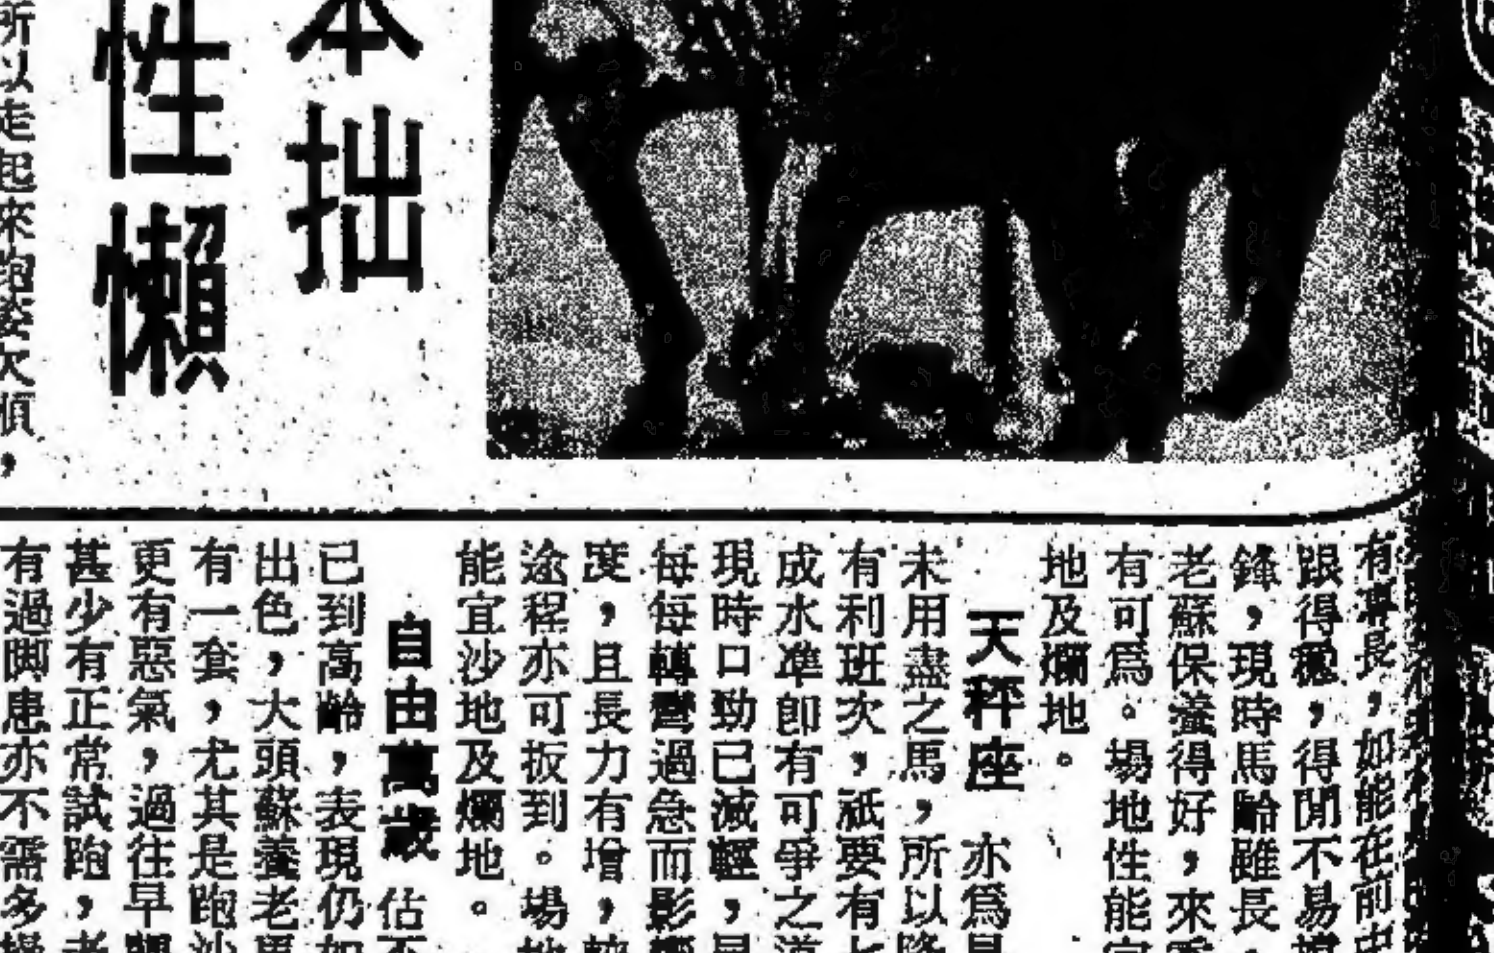 本拙
性懶
所以走起來跑姿欠順，
有專長，如能在前
跟得穩，得閒不易
鋒，現時馬齡雖長，
老蘇保養得好，來
有可爲。場地性能
地及爛地。
天秤座 亦爲
未用盡之馬，所以
有利班次，祇要有
成水準即有可爭之
現時口勁已減輕，
每每轉彎過急而影
度，且長力有增，
途程亦可扳到。場
能宜沙地及爛地。
自由萬歲 估不
已到高齡，表現仍如
出色，大頭蘇養老
有一套，尤其是跑沙
更有惡氣，過往早
甚少有正常試跑，
有過脚患亦不需多